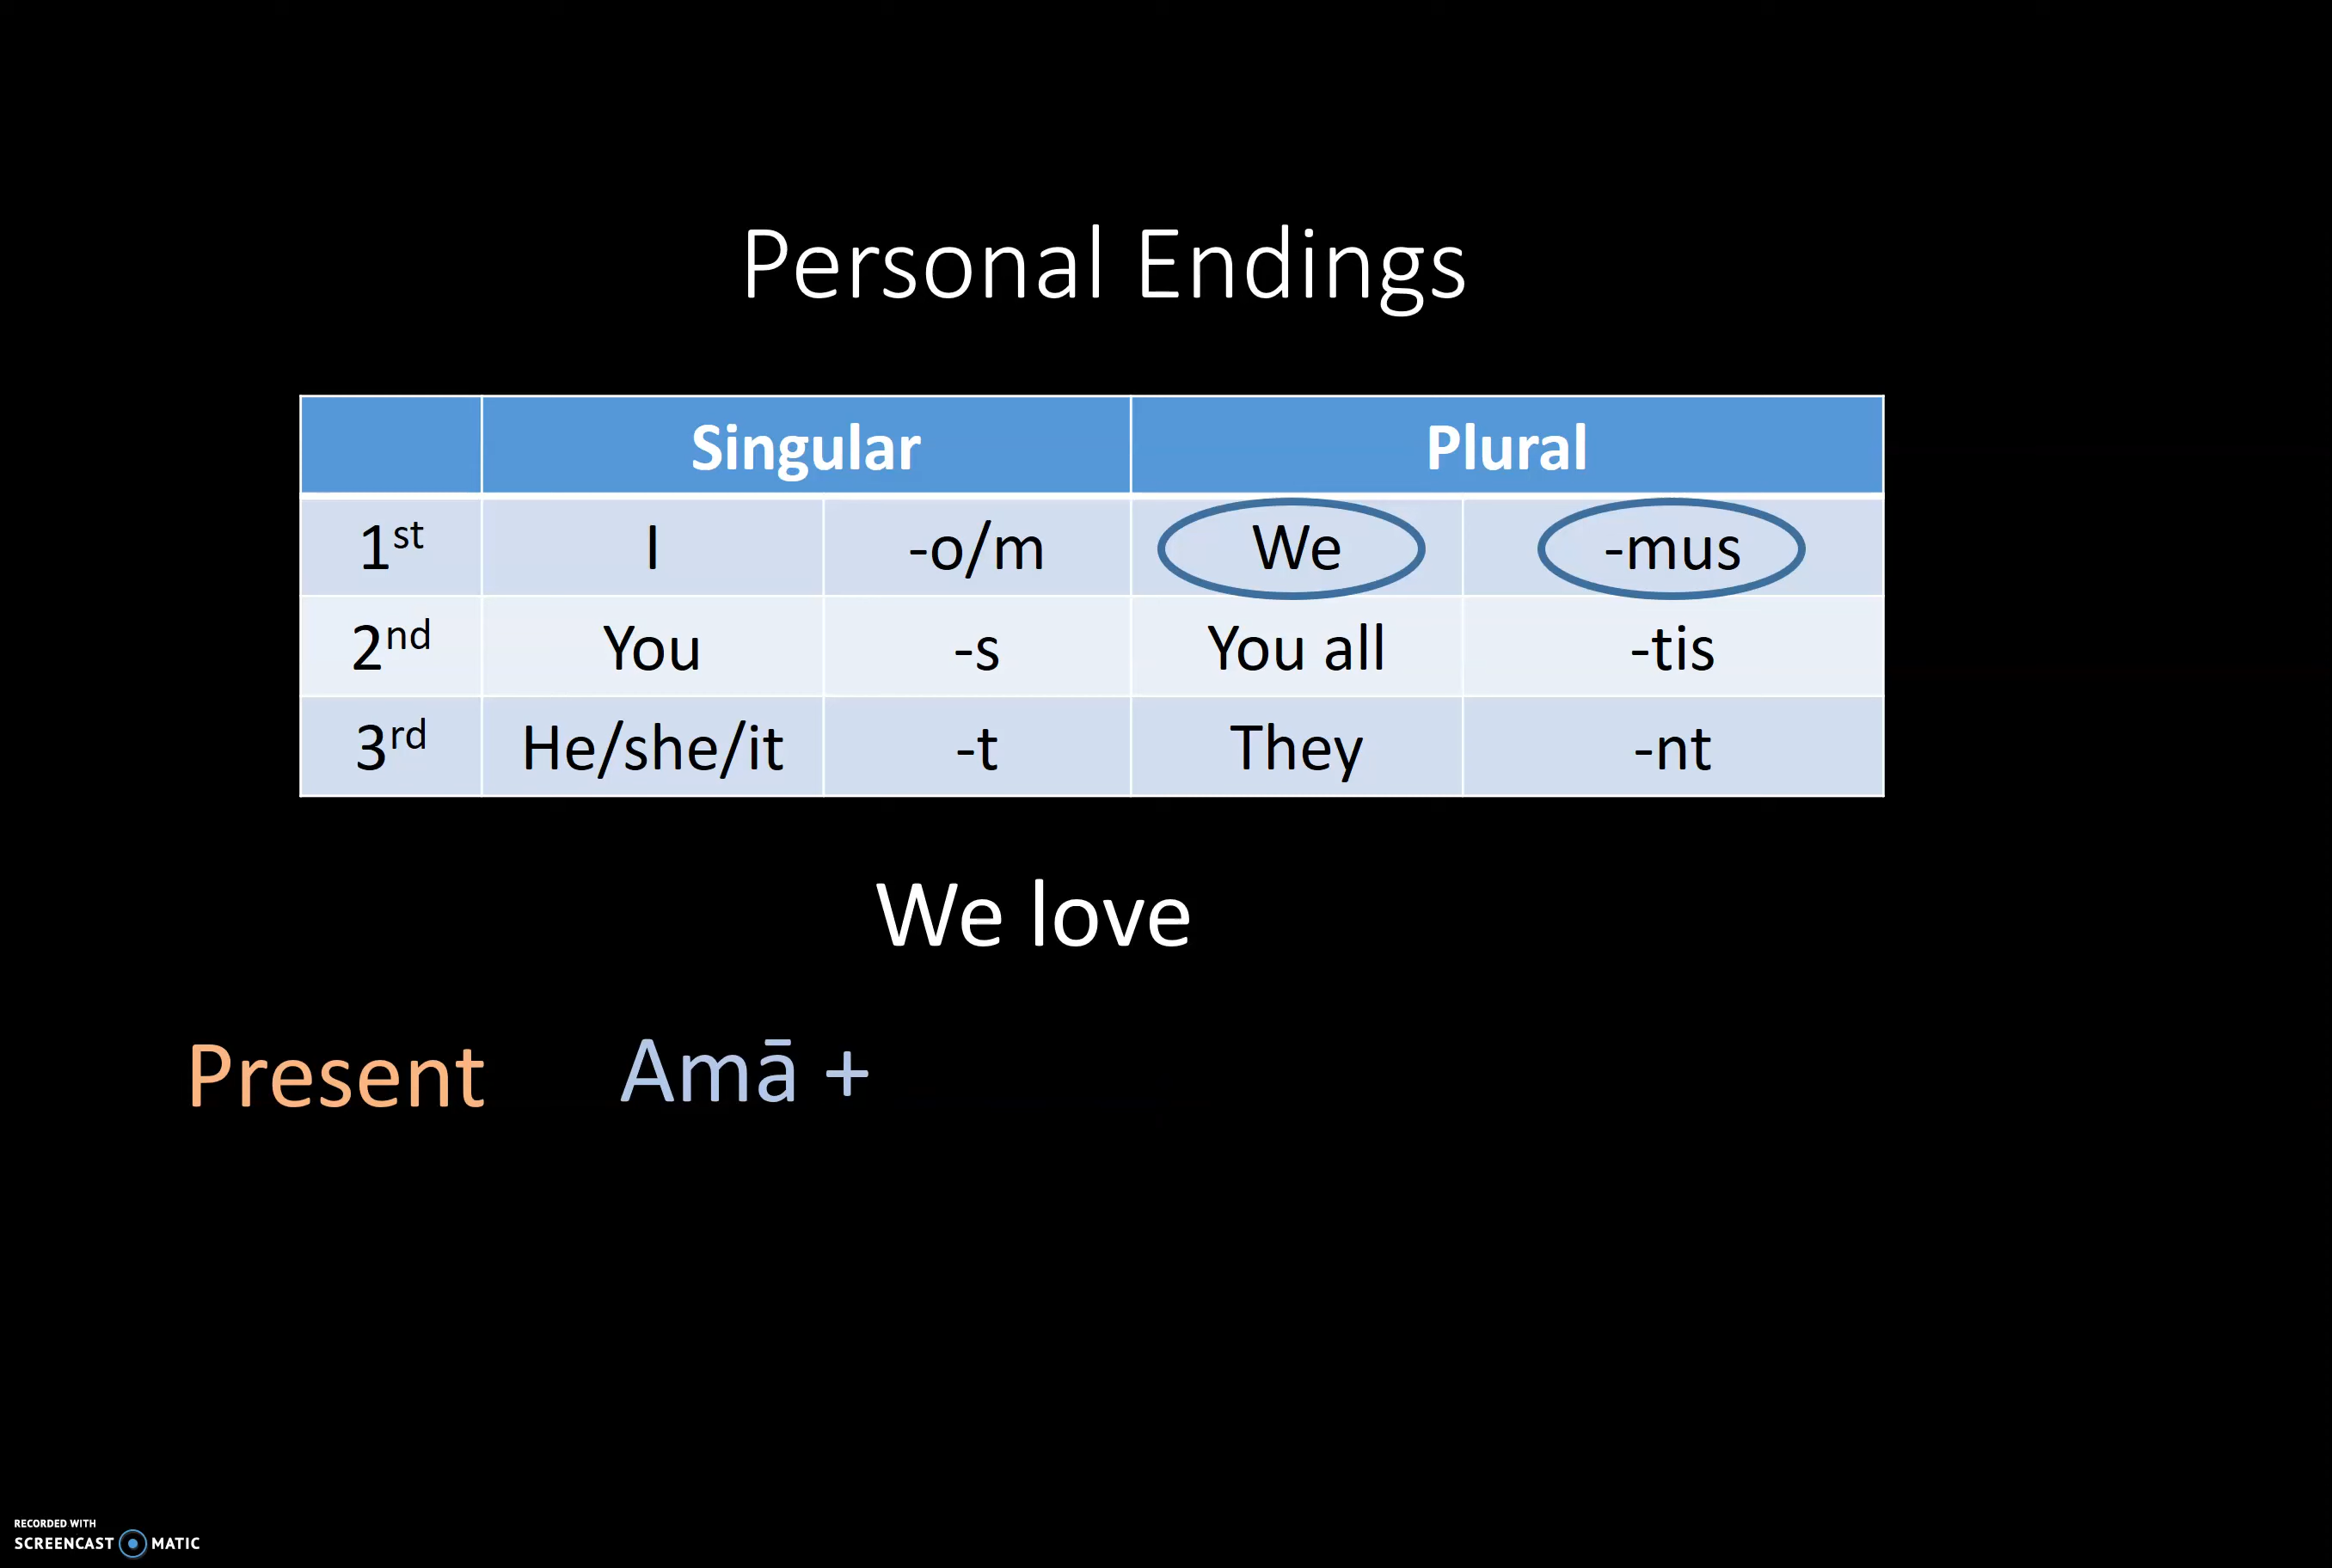 Personal Endings
Singular Plural
1st I -o/m We -mus
2nd You -s You all -tis
3rd He/she/it -t They -nt
We love
Present Amā +
RECORDED WITH
SCREENCAST MATIC